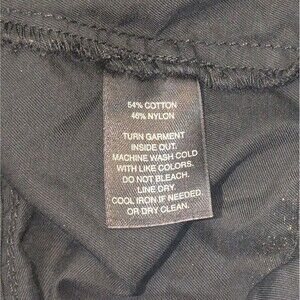 54% COTTON
46% NYLON
TURN GARMENT
INSIDE OUT.
MACHINE WASH COLD
WITH LIKE COLORS.
DO NOT BLEACH.
LINE DRY.
COOL IRON IF NEEDED.
OR DRY CLEAN.